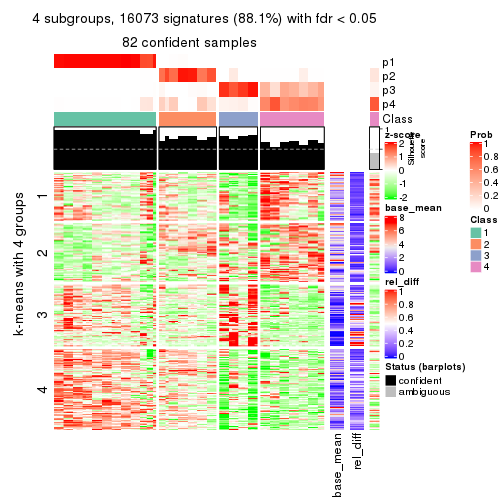 4 subgroups, 16073 signatures (88.1%) with fdr < 0.05
82 confident samples
p1
p2
p3
p4
Class
1
Silhouette
score
k-means with 4 groups
1
2
3
4
base_mean
rel_diff
z-score
2
1
0
-1
-2
base_mean
8
6
4
2
0
rel_diff
1
0.8
0.6
0.4
0.2
0
Status (barplots)
confident
ambiguous
Prob
1
0.8
0.6
0.4
0.2
0
Class
1
2
3
4